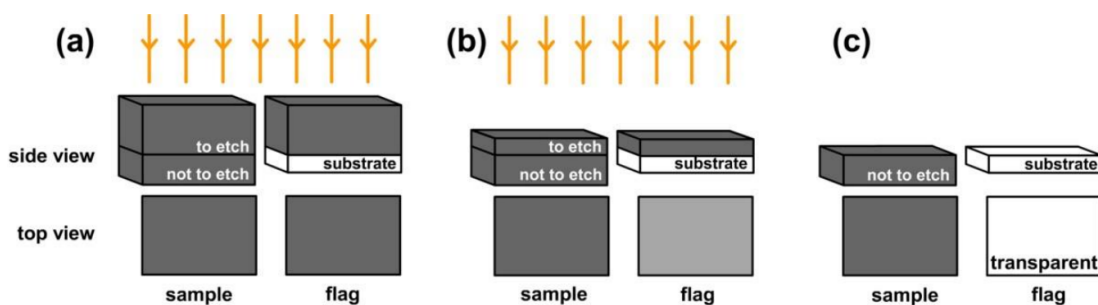 (a)
(b)
(c)
side view
to etch
not to etch
substrate
to etch
not to etch
substrate
not to etch
substrate
top view
transparent
sample
flag
sample
flag
sample
flag